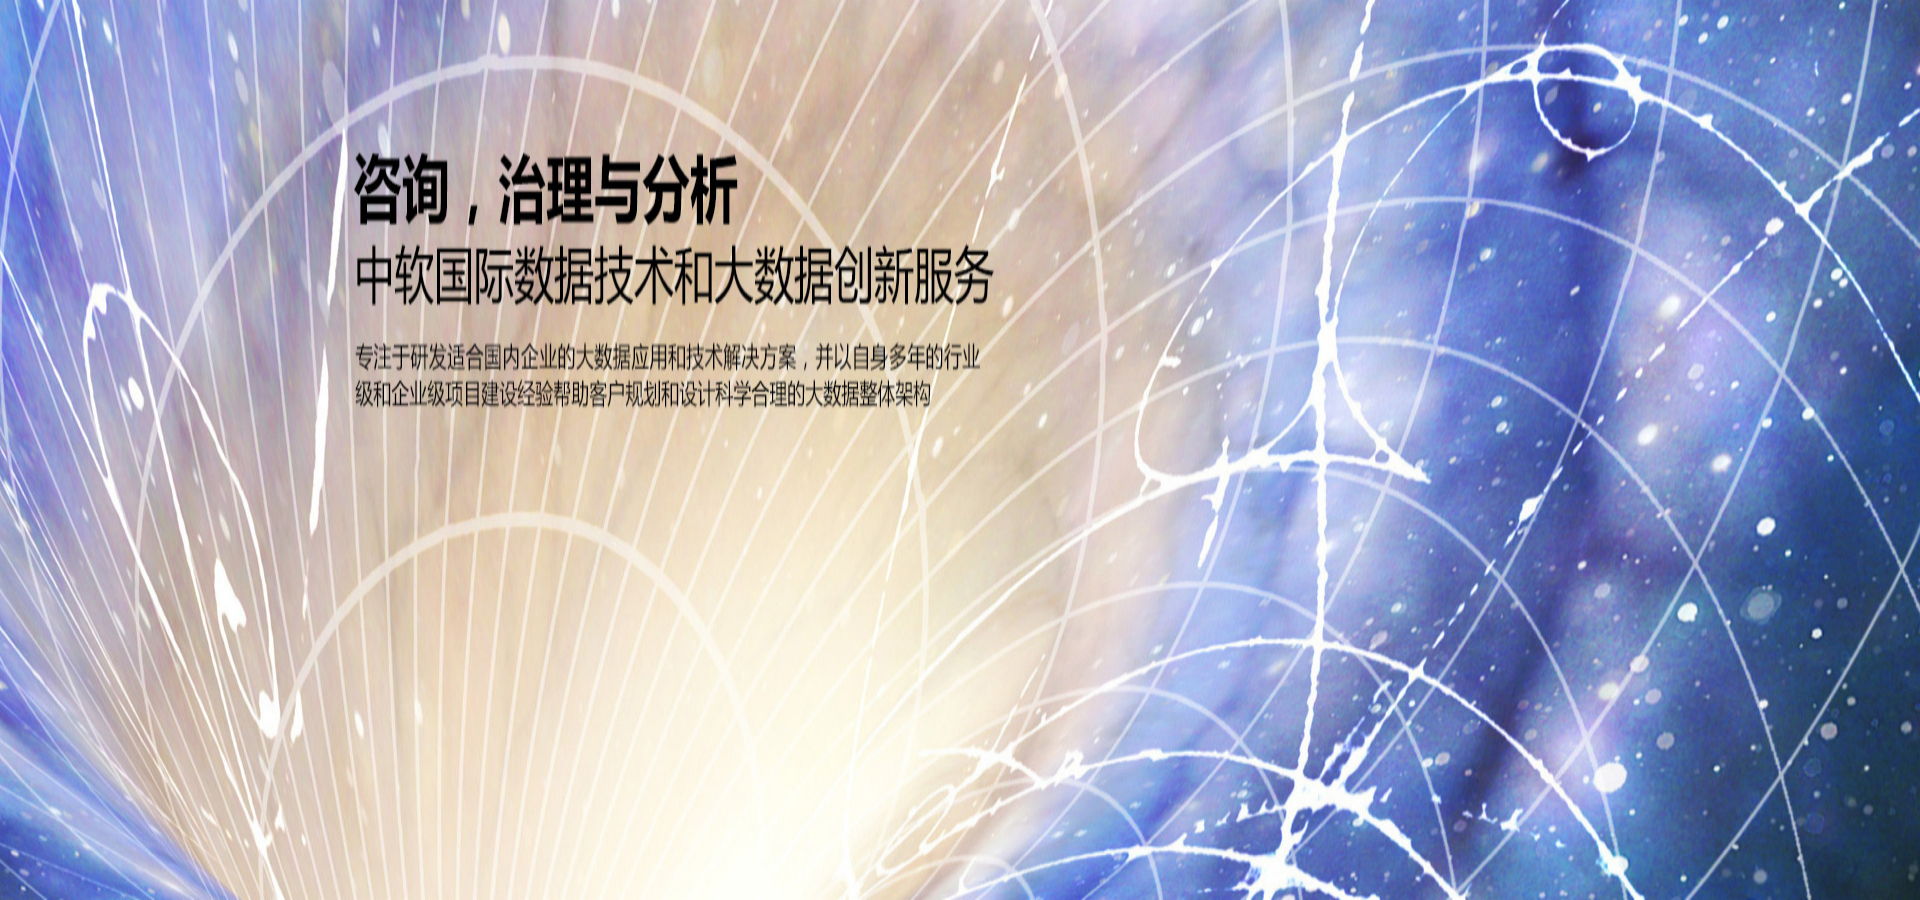 咨询，治理与分析
中软国际数据技术和大数据创新服务
专注于研发适合国内企业的大数据应用和技术解决方案，并以自身多年的行业
级和企业级项目建设经验帮助客户规划和设计科学合理的大数据整体架构